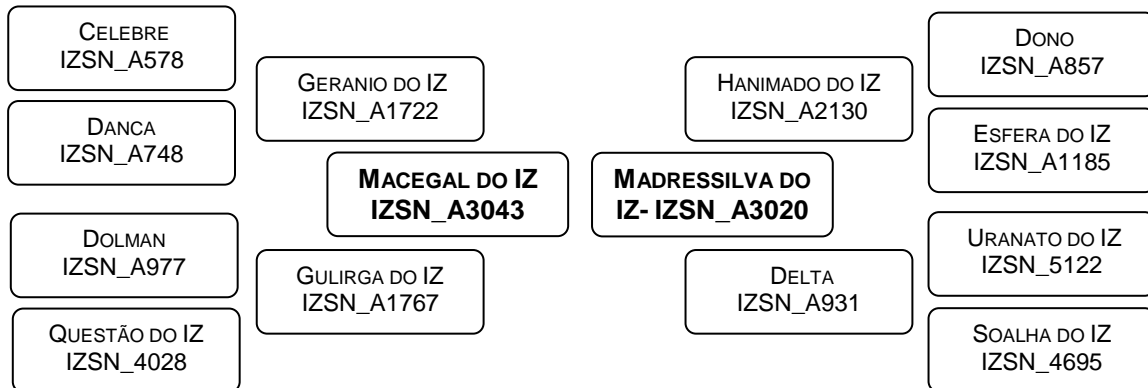 Celebre
IZSN_A578
Danca
IZSN_A748
Dolman
IZSN_A977
Questão do IZ
IZSN_4028
Geranio do IZ
IZSN_A1722
Gulirga do IZ
IZSN_A1767
Macegal do IZ
IZSN_A3043
Madressilva do
IZ- IZSN_A3020
Hanimado do IZ
IZSN_A2130
Delta
IZSN_A931
Dono
IZSN_A857
Esfera do IZ
IZSN_A1185
Uranato do IZ
IZSN_5122
Soalha do IZ
IZSN_4695